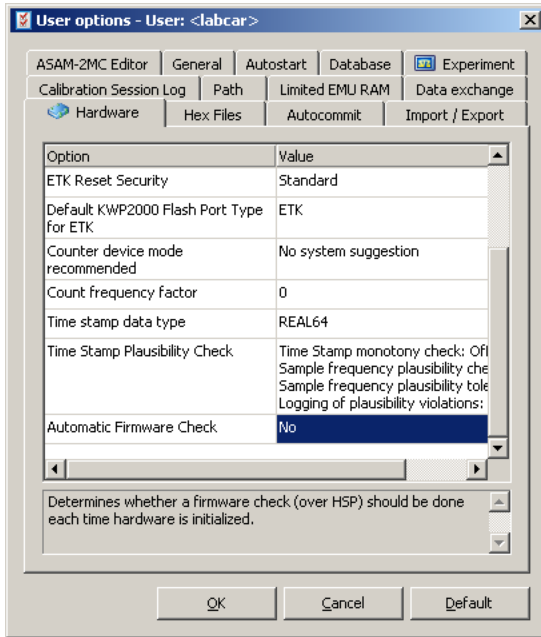 User options - User: <labcar>
ASAM-2MC Editor General Autostart Database Experiment
Calibration Session Log Path Limited EMU RAM Data exchange
Hardware Hex Files Autocommit Import / Export
Option Value
ETK Reset Security Standard
Default KWP2000 Flash Port Type ETK
for ETK
Counter device mode No system suggestion
recommended
Count frequency factor 0
Time stamp data type REAL64
Time Stamp Plausibility Check Time Stamp monotony check: Off
Sample frequency plausibility che
Sample frequency plausibility tole
Logging of plausibility violations:
Automatic Firmware Check No
Determines whether a firmware check (over HSP) should be done
each time hardware is initialized.
OK Cancel Default